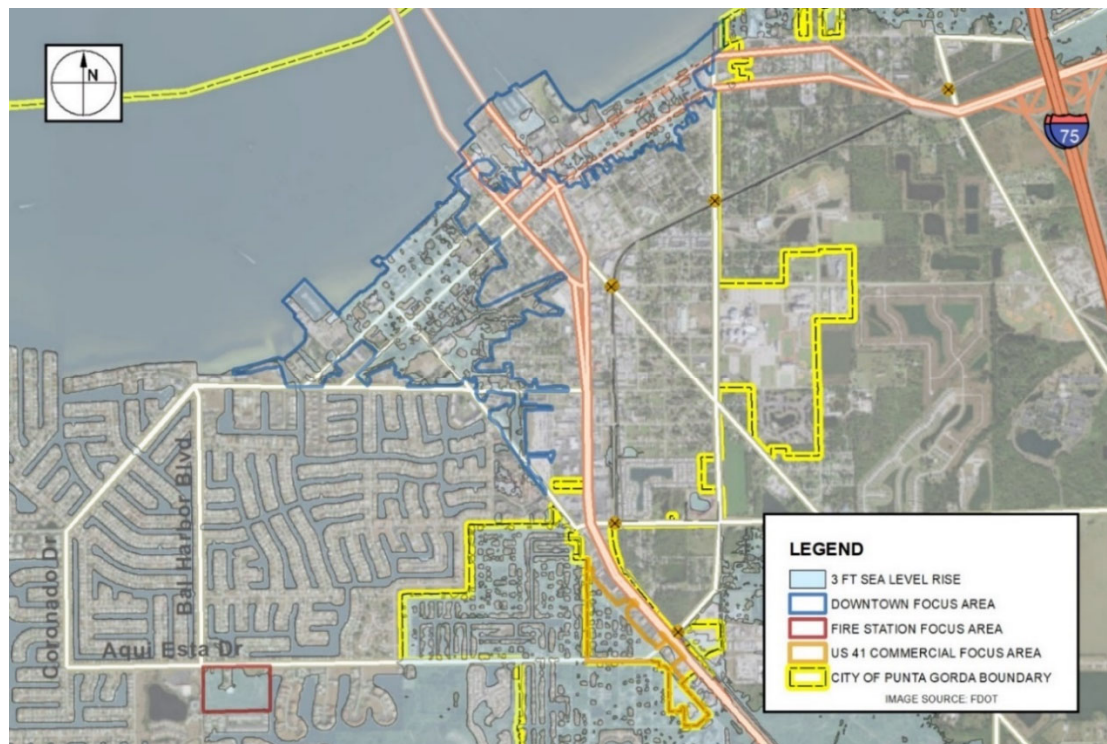 N
75
Coronado Dr
Bal Harbor Blvd
Aqui Esta Dr
LEGEND
3 FT SEA LEVEL RISE
DOWNTOWN FOCUS AREA
FIRE STATION FOCUS AREA
US 41 COMMERCIAL FOCUS AREA
CITY OF PUNTA GORDA BOUNDARY
IMAGE SOURCE: FDOT